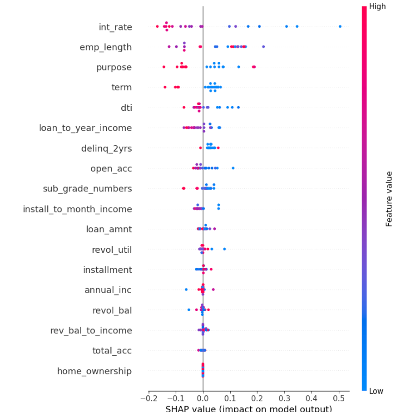 High
int_rate
emp_length
purpose
term
dti
loan_to_year_income
delinq_2yrs
open_acc
sub_grade_numbers
install_to_month_income
loan_amnt
revol_util
installment
annual_inc
revol_bal
rev_bal_to_income
total_acc
home_ownership
Feature value
Low
−0.2 −0.1 0.0 0.1 0.2 0.3 0.4 0.5
SHAP value (impact on model output)